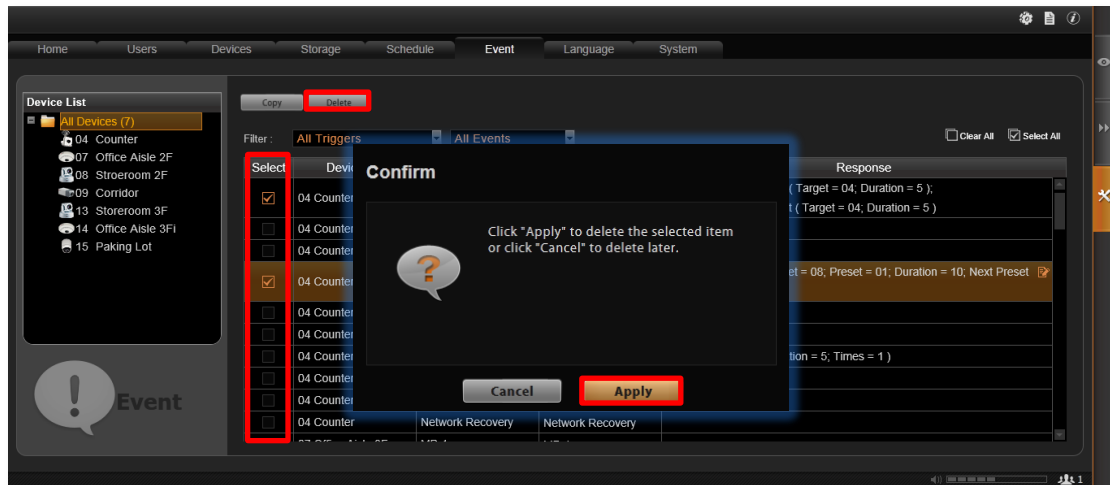 Home Users Devices Storage Schedule Event Language System
Device List
All Devices (7)
04 Counter
07 Office Aisle 2F
08 Stroeroom 2F
09 Corridor
13 Storeroom 3F
14 Office Aisle 3Fi
15 Paking Lot
Event
Copy Delete
Filter : All Triggers All Events Clear All Select All
Select Devi Response
04 Counter ( Target = 04; Duration = 5 );
t ( Target = 04; Duration = 5 )
04 Counter
04 Counter
04 Counter et = 08; Preset = 01; Duration = 10; Next Preset
04 Counter
04 Counter
04 Counter tion = 5; Times = 1 )
04 Counter
04 Counter
04 Counter Network Recovery Network Recovery
Confirm
Click "Apply" to delete the selected item
or click "Cancel" to delete later.
Cancel Apply
1